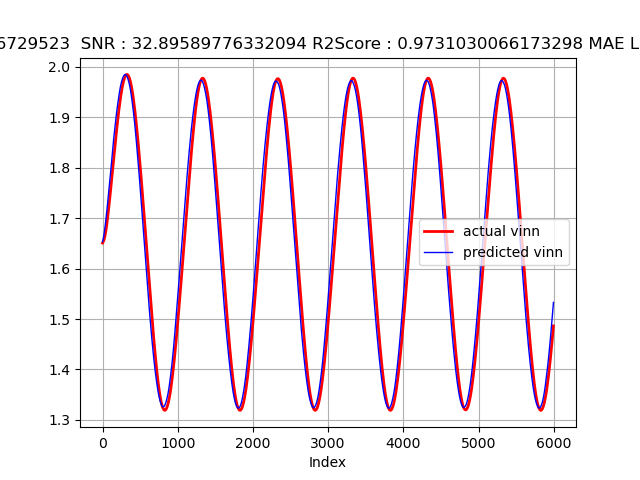 6729523 SNR : 32.89589776332094 R2Score : 0.9731030066173298 MAE L
2.0
1.9
1.8
1.7
1.6
1.5
1.4
1.3
actual vinn
predicted vinn
0 1000 2000 3000 4000 5000 6000
Index